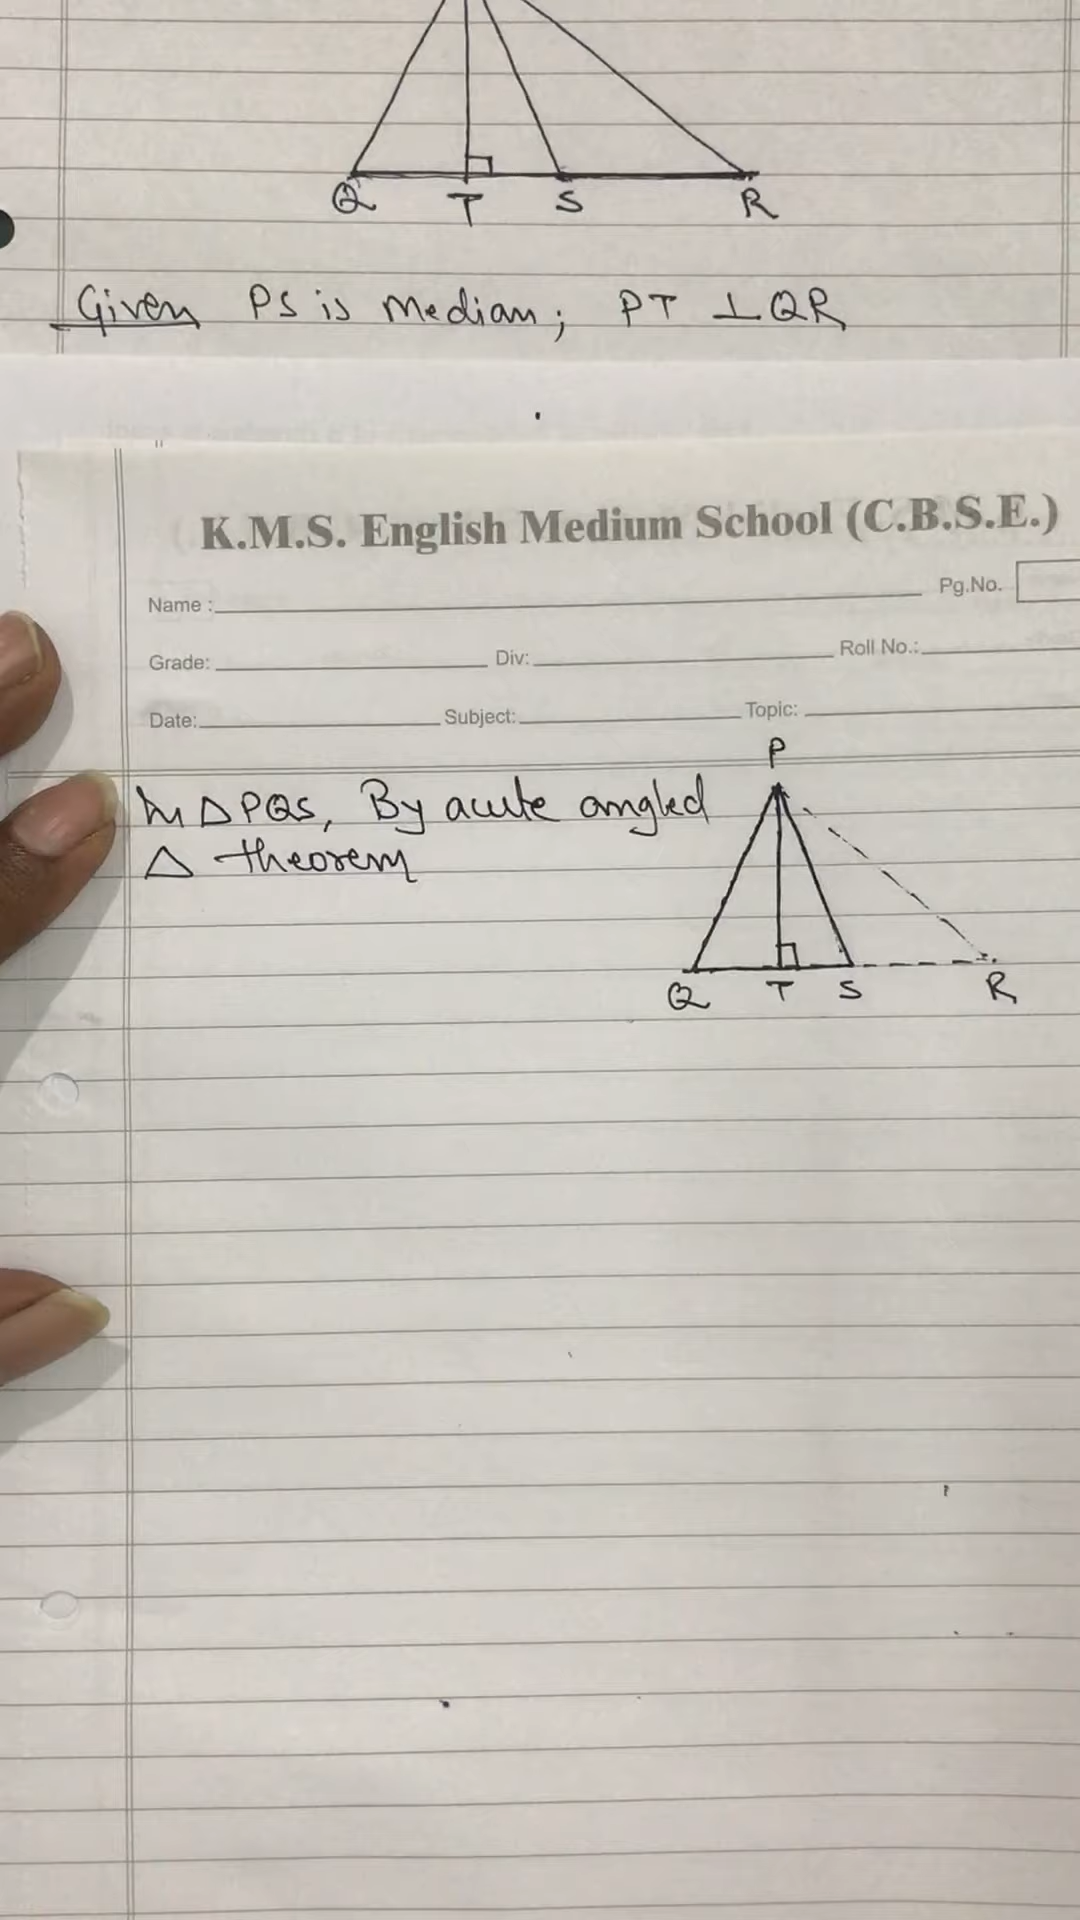 Q T S R
Given PS is Median; PT ⊥ QR
K.M.S. English Medium School (C.B.S.E.)
Name : Pg.No.
Grade: Div: Roll No.:
Date: Subject: Topic:
P
In △PQS, By acute angled
△ theorem
Q T S R